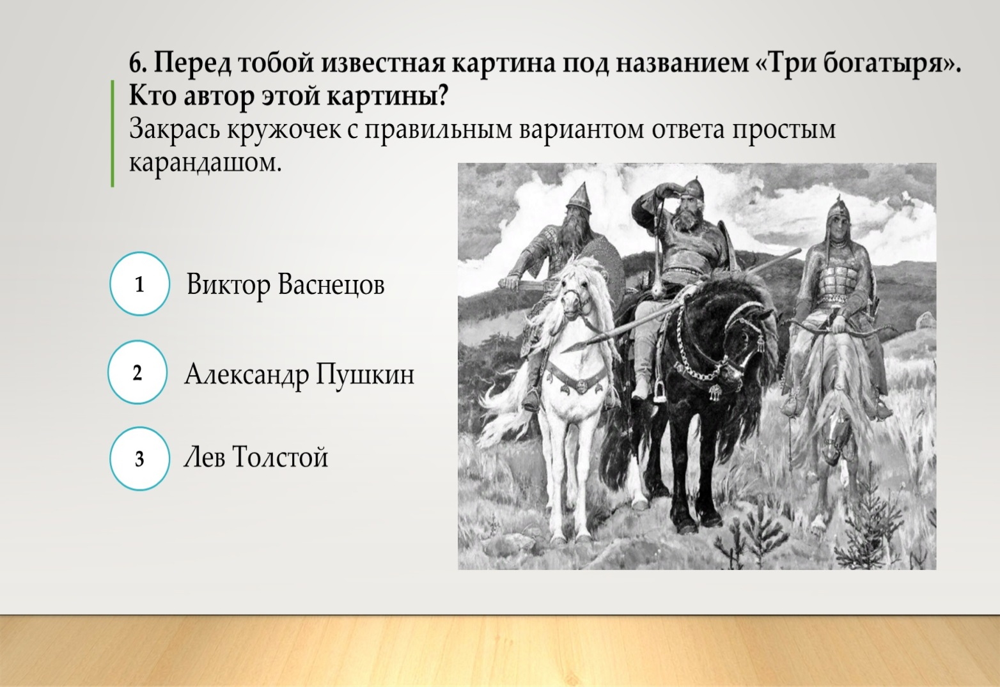 6. Перед тобой известная картина под названием «Три богатыря».
Кто автор этой картины?
Закрась кружочек с правильным вариантом ответа простым
карандашом.
1 Виктор Васнецов
2 Александр Пушкин
3 Лев Толстой